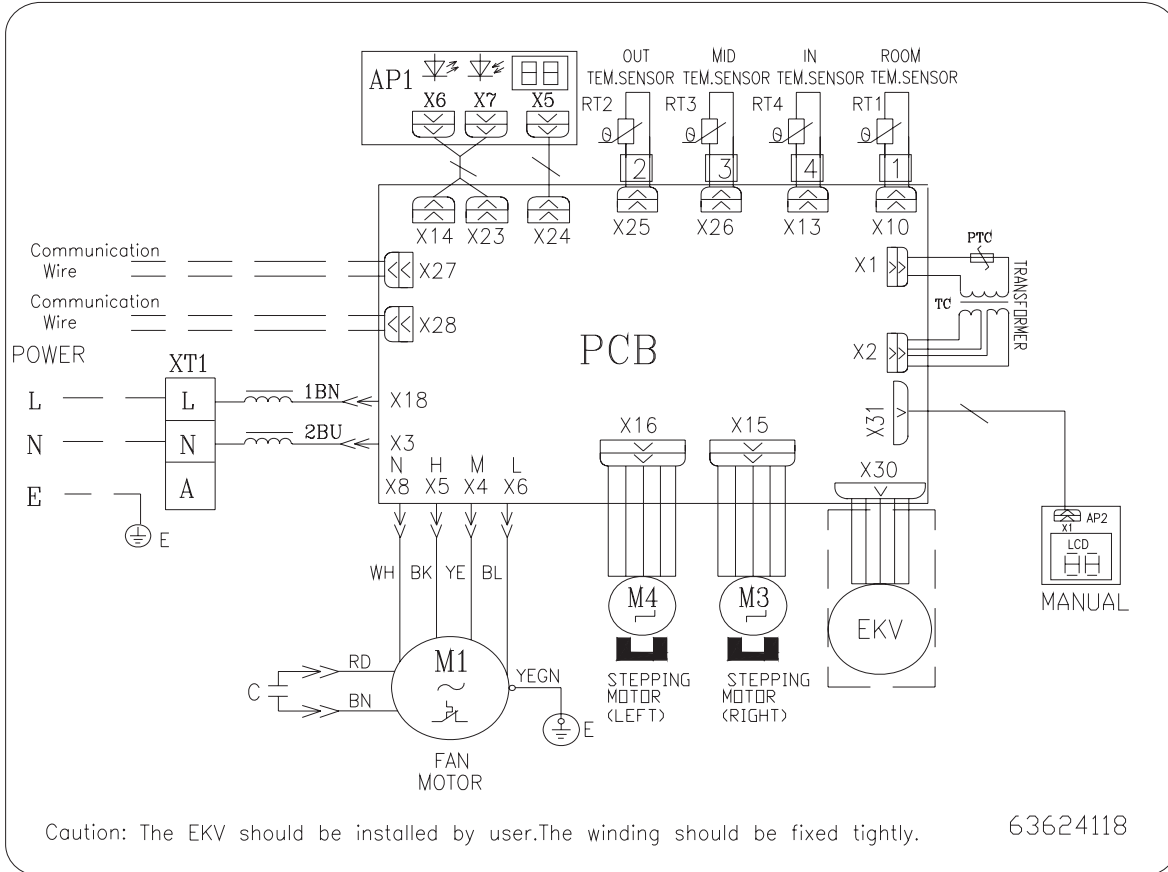 OUT MID IN ROOM
TEM.SENSOR TEM.SENSOR TEM.SENSOR TEM.SENSOR
AP1
X6 X7 X5
RT2 RT3 RT4 RT1
θ θ θ θ
2 3 4 1
X14 X23 X24 X25 X26 X13 X10
Communication
Wire
X27
Communication
Wire
X28
X1 PTC
TC TRANSFORMER
X2
PCB
POWER
XT1
L L 1BN X18
N N 2BU X3
E A
E
N H M L
X8 X5 X4 X6
X16 X15 X31
X30
WH BK YE BL
AP2
X1
LCD
MANUAL
M4 M3 EKV
C RD M1 YEGN
BN
E
STEPPING
MOTOR
(LEFT)
STEPPING
MOTOR
(RIGHT)
FAN
MOTOR
Caution: The EKV should be installed by user.The winding should be fixed tightly.
63624118